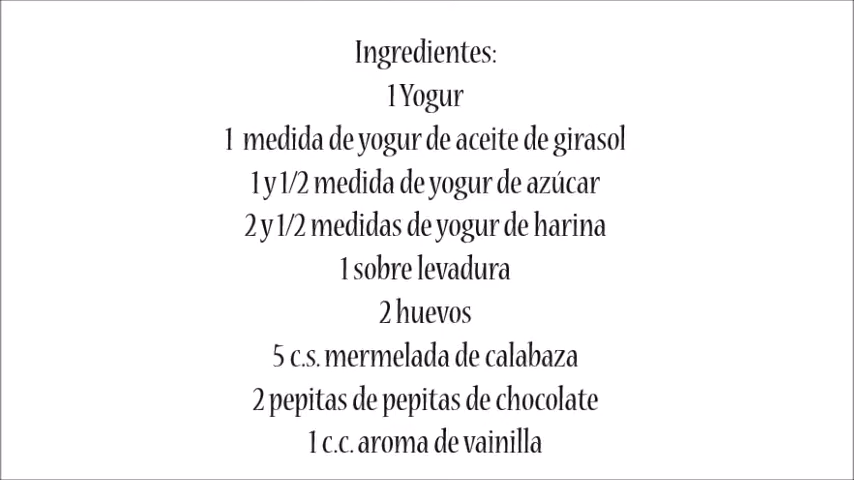 Ingredientes:
1 Yogur
1 medida de yogur de aceite de girasol
1 y 1/2 medida de yogur de azúcar
2 y 1/2 medidas de yogur de harina
1 sobre levadura
2 huevos
5 c.s. mermelada de calabaza
2 pepitas de pepitas de chocolate
1 c.c. aroma de vainilla